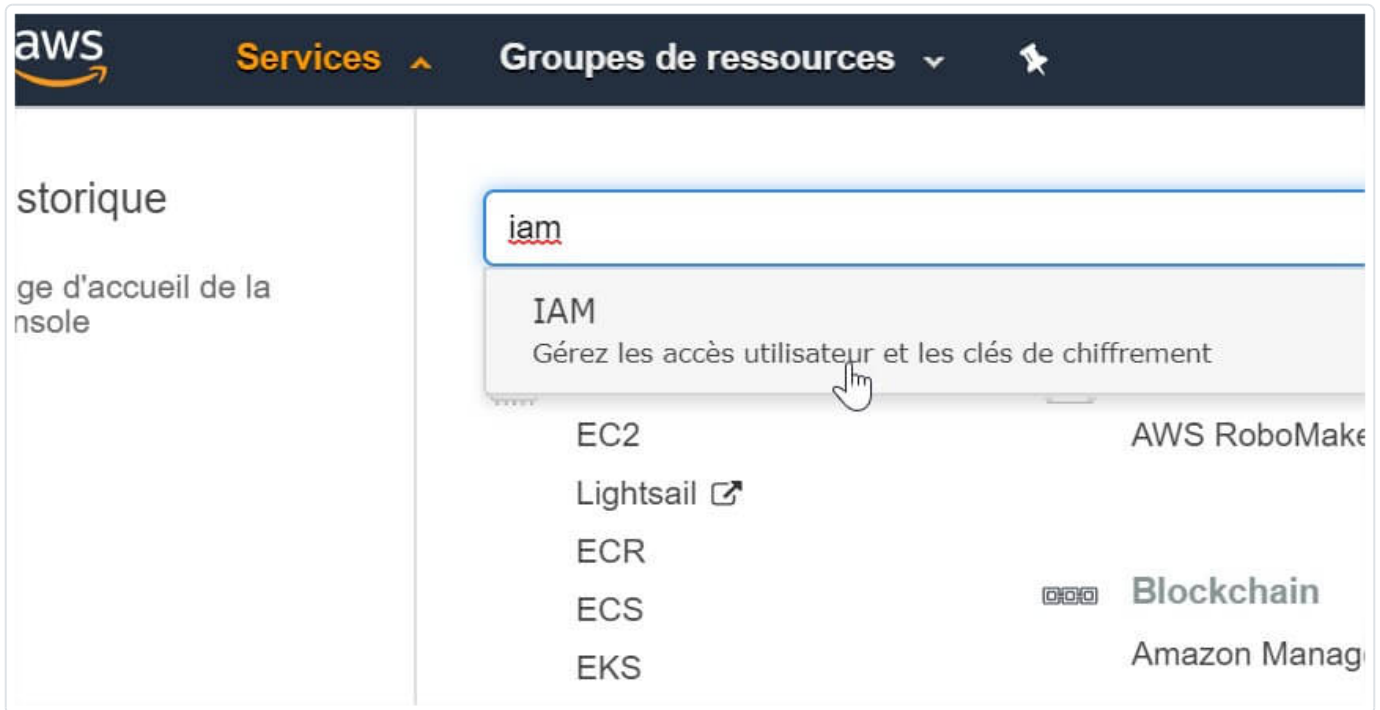 aws Services Groupes de ressources
storique
iam
ge d'accueil de la
nsole
IAM
Gérez les accès utilisateur et les clés de chiffrement
EC2
Lightsail
ECR
ECS
EKS
AWS RoboMake
Blockchain
Amazon Manag